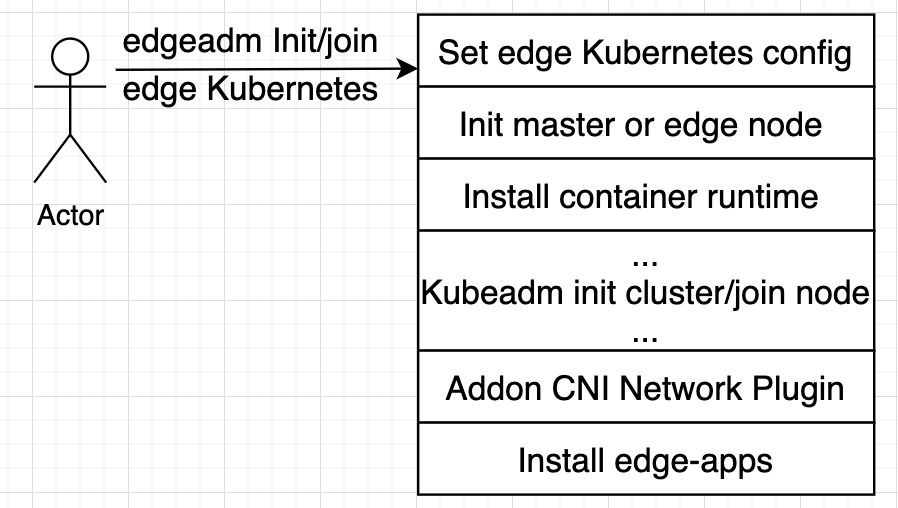 edgeadm Init/join
edge Kubernetes
Actor
Set edge Kubernetes config
Init master or edge node
Install container runtime
...
Kubeadm init cluster/join node
...
Addon CNI Network Plugin
Install edge-apps